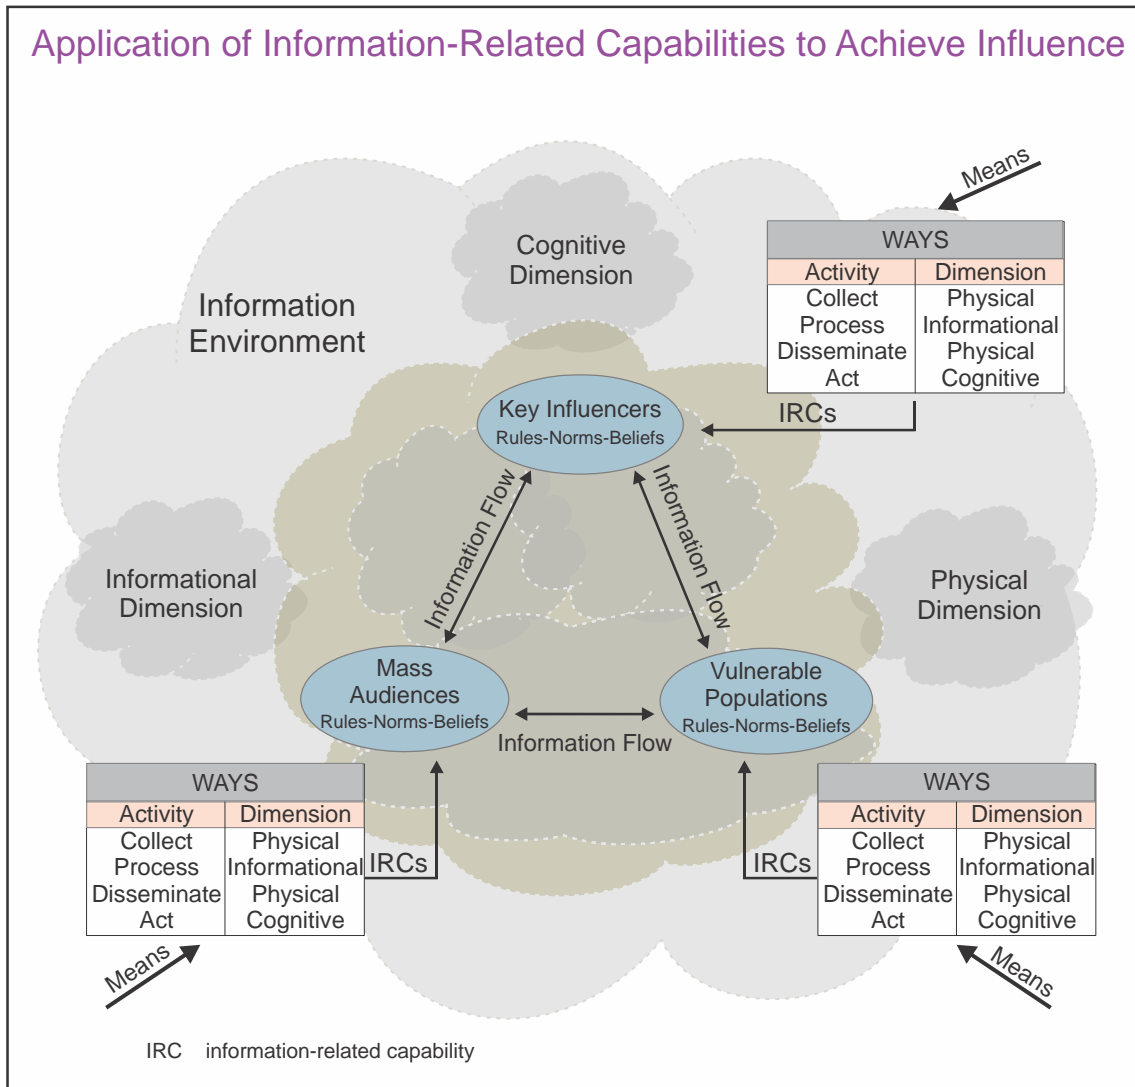 Application of Information-Related Capabilities to Achieve Influence
Means
Cognitive
Dimension
Information
Environment
WAYS
Activity Dimension
Collect Physical
Process Informational
Disseminate Physical
Act Cognitive
IRCs
Key Influencers
Rules-Norms-Beliefs
Information Flow
Information Flow
Informational
Dimension
Physical
Dimension
Mass
Audiences
Rules-Norms-Beliefs
Vulnerable
Populations
Rules-Norms-Beliefs
Information Flow
WAYS
Activity Dimension
Collect Physical
Process Informational
Disseminate Physical
Act Cognitive
IRCs
Means
IRCs
WAYS
Activity Dimension
Collect Physical
Process Informational
Disseminate Physical
Act Cognitive
Means
IRC information-related capability